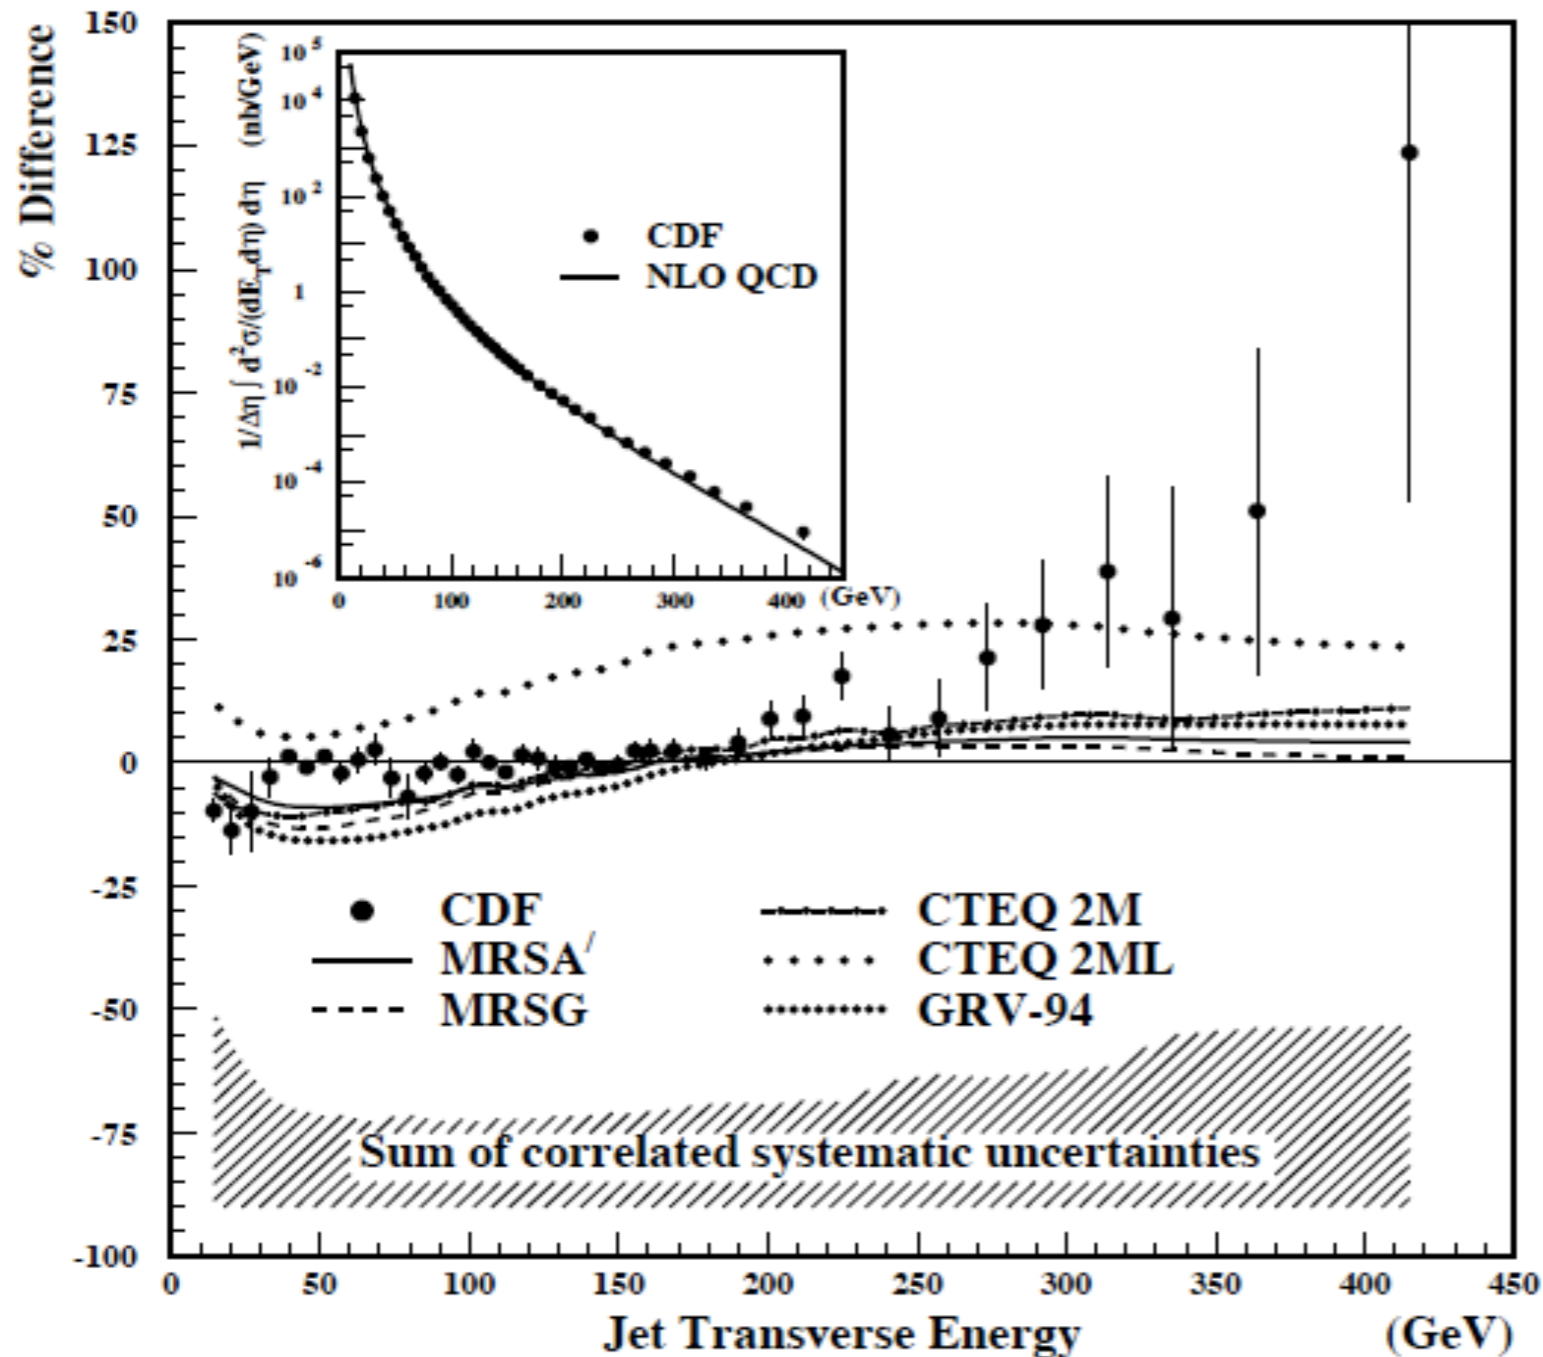 % Difference
150
125
100
75
50
25
0
-25
-50
-75
-100
1/Δη ∫ d²σ/(dE_T dη) dη (nb/GeV)
10⁵
10⁴
10²
1
10⁻²
10⁻⁴
10⁻⁶
0 100 200 300 400 (GeV)
CDF
NLO QCD
CDF
MRSA′
MRSG
CTEQ 2M
CTEQ 2ML
GRV-94
Sum of correlated systematic uncertainties
0 50 100 150 200 250 300 350 400 450
Jet Transverse Energy (GeV)